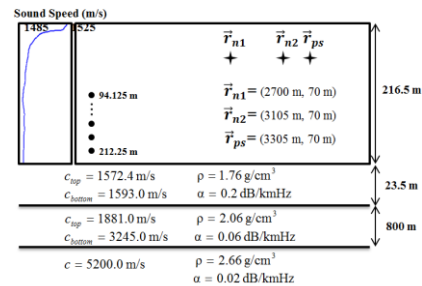 Sound Speed (m/s)
1485 1525
r⃗n1 r⃗n2 r⃗ps
94.125 m
r⃗n1= (2700 m, 70 m)
216.5 m
r⃗n2 = (3105 m, 70 m)
r⃗ps = (3305 m, 70 m)
212.25 m
ctop = 1572.4 m/s ρ = 1.76 g/cm³
23.5 m
cbottom = 1593.0 m/s α = 0.2 dB/kmHz
ctop = 1881.0 m/s ρ = 2.06 g/cm³
800 m
cbottom = 3245.0 m/s α = 0.06 dB/kmHz
c = 5200.0 m/s ρ = 2.66 g/cm³
α = 0.02 dB/kmHz